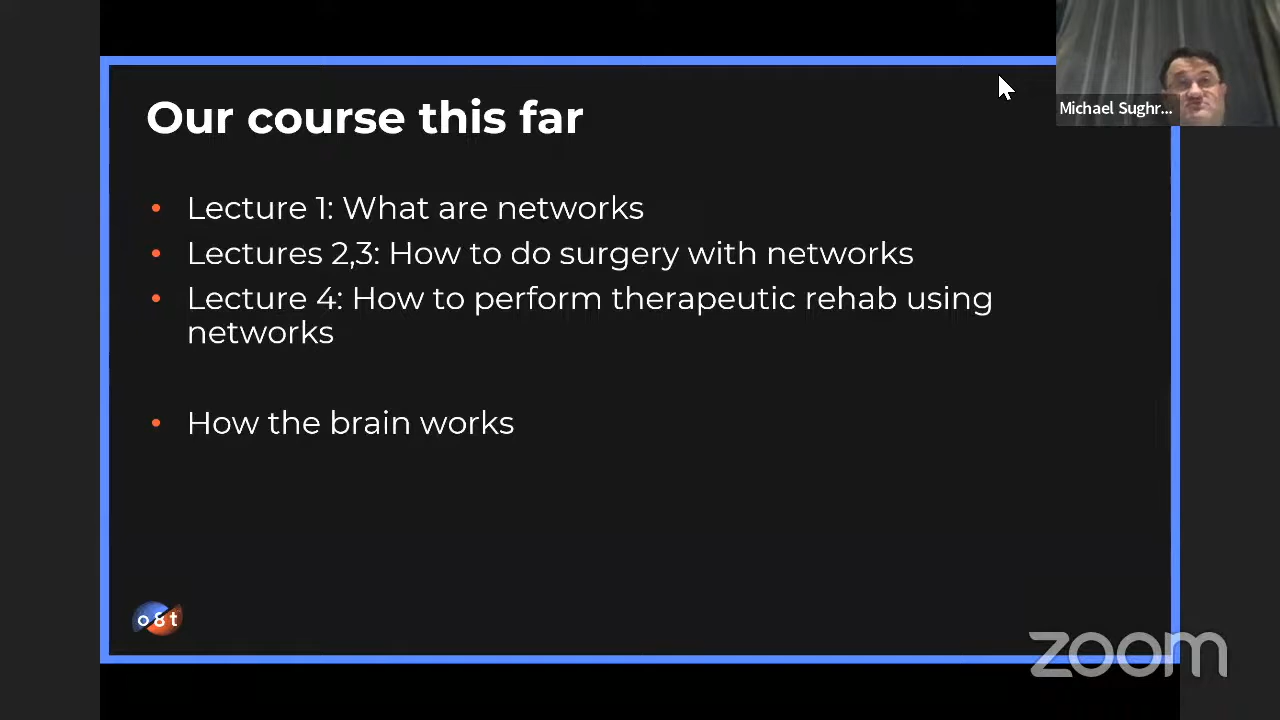 Our course this far
Michael Sughr...
• Lecture 1: What are networks
• Lectures 2,3: How to do surgery with networks
• Lecture 4: How to perform therapeutic rehab using
networks
• How the brain works
o8t
zoom